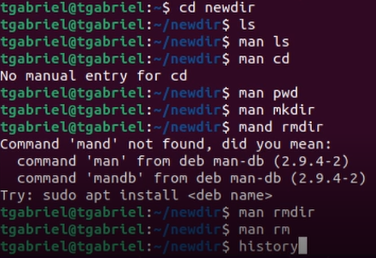 tgabriel@tgabriel:~$ cd newdir
tgabriel@tgabriel:~/newdir$ ls
tgabriel@tgabriel:~/newdir$ man ls
tgabriel@tgabriel:~/newdir$ man cd
No manual entry for cd
tgabriel@tgabriel:~/newdir$ man pwd
tgabriel@tgabriel:~/newdir$ man mkdir
tgabriel@tgabriel:~/newdir$ mand rmdir
Command 'mand' not found, did you mean:
  command 'man' from deb man-db (2.9.4-2)
  command 'mandb' from deb man-db (2.9.4-2)
Try: sudo apt install <deb name>
tgabriel@tgabriel:~/newdir$ man rmdir
tgabriel@tgabriel:~/newdir$ man rm
tgabriel@tgabriel:~/newdir$ history